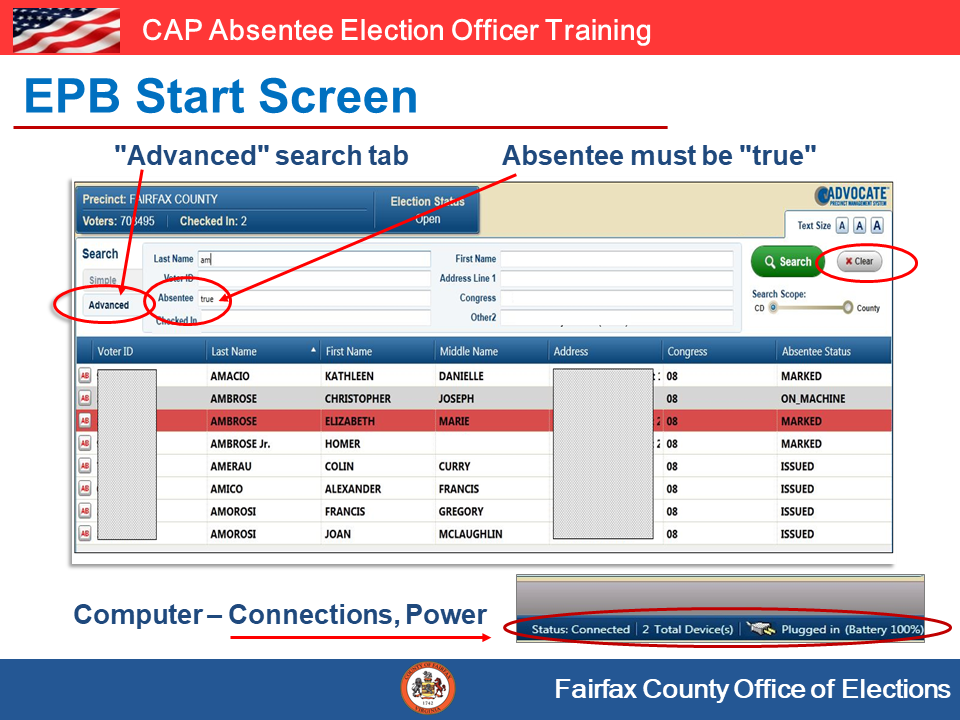 CAP Absentee Election Officer Training
EPB Start Screen
"Advanced" search tab
Absentee must be "true"
Precinct: FAIRFAX COUNTY
Voters: 703495 Checked In: 2
Election Status
Open
ADVOCATE
PRECINCT MANAGEMENT SYSTEM
Text Size A A A
Search
Simple
Advanced
Last Name am
First Name
Voter ID
Address Line 1
Absentee true
Congress
Checked In
Other2
Search
Clear
Search Scope:
CD County
Voter ID Last Name First Name Middle Name Address Congress Absentee Status
AB AMACIO KATHLEEN DANIELLE 08 MARKED
AB AMBROSE CHRISTOPHER JOSEPH 08 ON_MACHINE
AB AMBROSE ELIZABETH MARIE 2 08 MARKED
AB AMBROSE Jr. HOMER 2 08 MARKED
AB AMERAU COLIN CURRY 08 ISSUED
AB AMICO ALEXANDER FRANCIS 08 ISSUED
AB AMOROSI FRANCIS GREGORY 08 ISSUED
AB AMOROSI JOAN MCLAUGHLIN 08 ISSUED
Computer – Connections, Power
Status: Connected 2 Total Device(s) Plugged in (Battery 100%)
COUNTY OF FAIRFAX
1742
VIRGINIA
Fairfax County Office of Elections